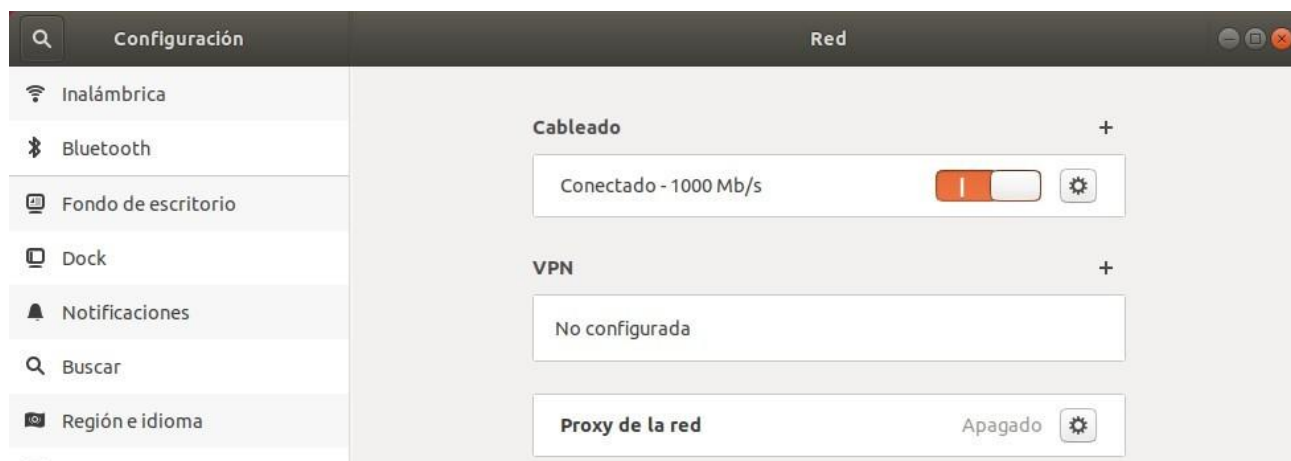 Configuración
Red
Inalámbrica
Bluetooth
Fondo de escritorio
Dock
Notificaciones
Buscar
Región e idioma
Cableado
Conectado - 1000 Mb/s
VPN
No configurada
Proxy de la red Apagado